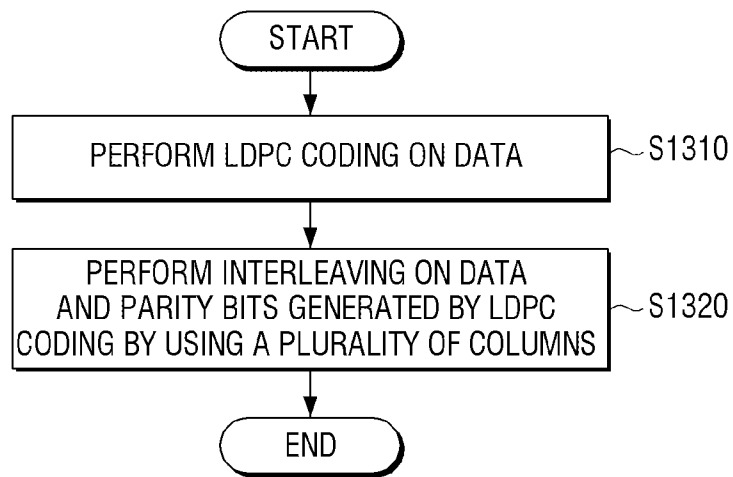 START
PERFORM LDPC CODING ON DATA
S1310
PERFORM INTERLEAVING ON DATA
AND PARITY BITS GENERATED BY LDPC
CODING BY USING A PLURALITY OF COLUMNS
S1320
END